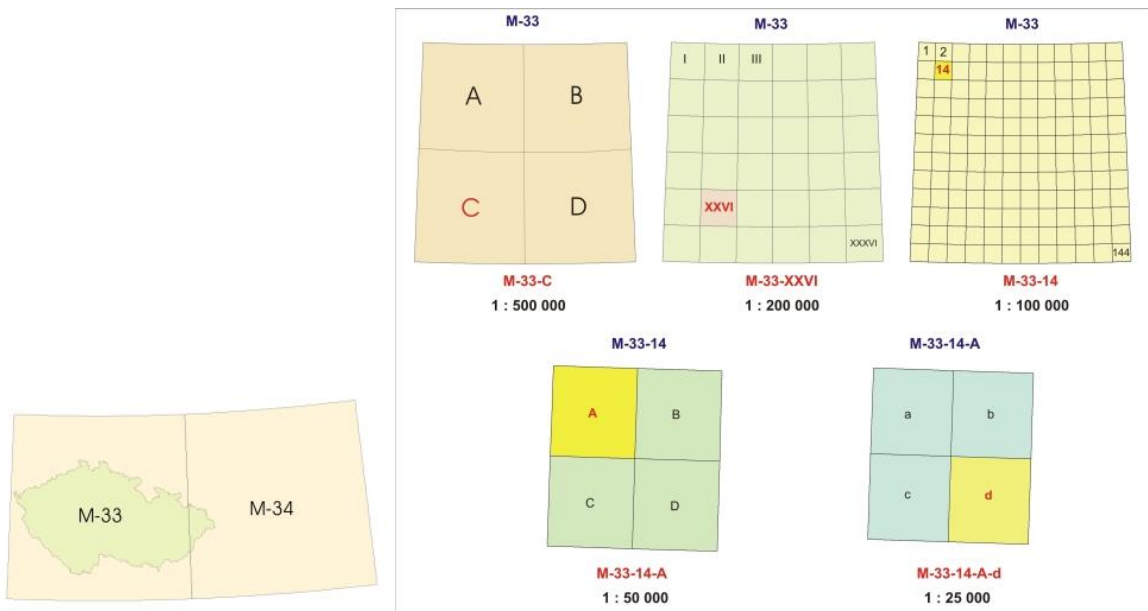 M-33
M-34
M-33 M-33 M-33
A B
C D
I II III
XXVI
XXXVI
1 2
14
144
M-33-C M-33-XXVI M-33-14
1 : 500 000 1 : 200 000 1 : 100 000
M-33-14 M-33-14-A
A B
C D
a b
c d
M-33-14-A M-33-14-A-d
1 : 50 000 1 : 25 000